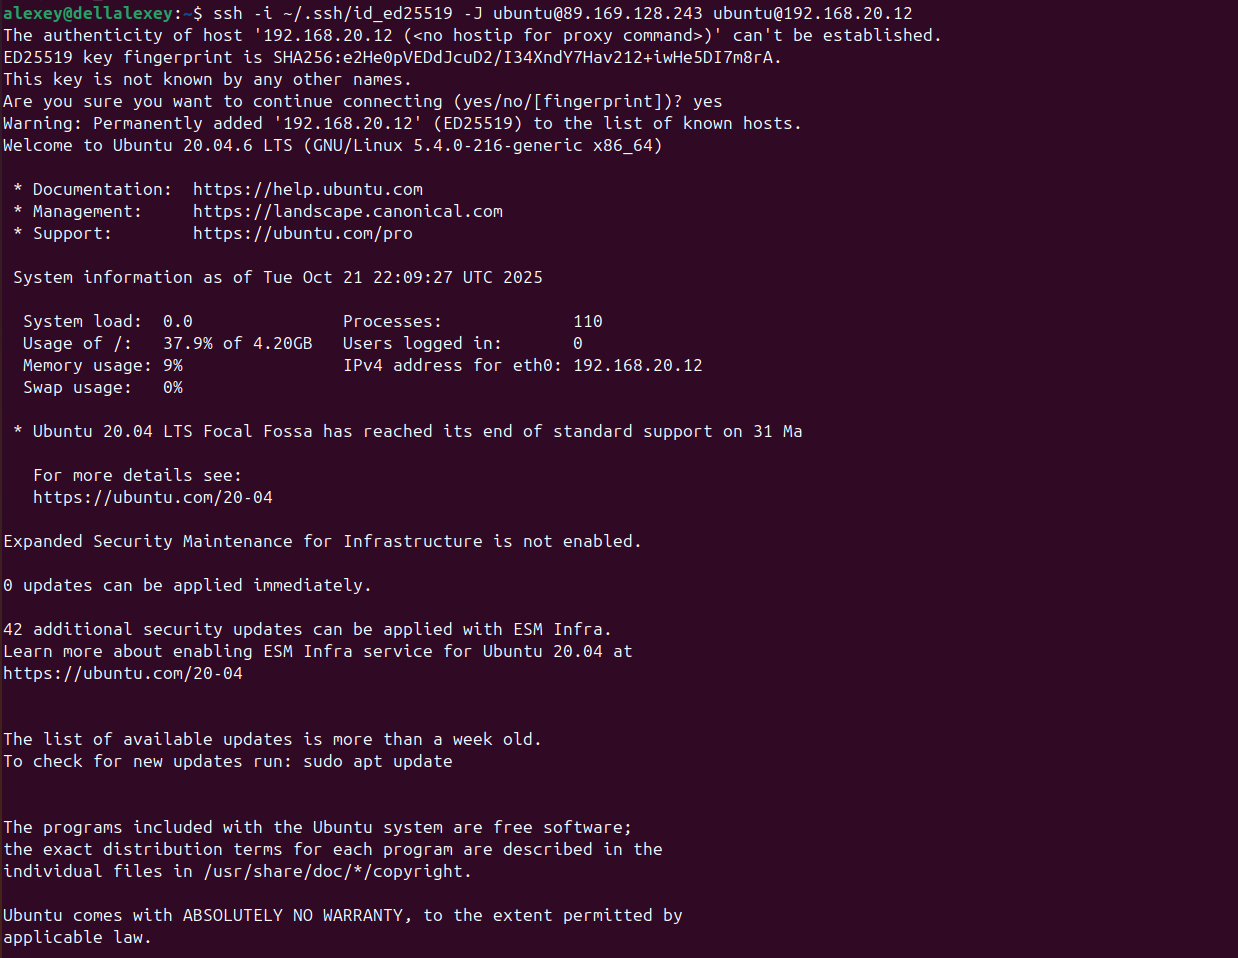 alexey@dellalexey:~$ ssh -i ~/.ssh/id_ed25519 -J ubuntu@89.169.128.243 ubuntu@192.168.20.12
The authenticity of host '192.168.20.12 (<no hostip for proxy command>)' can't be established.
ED25519 key fingerprint is SHA256:e2He0pVEDdJcuD2/I34XndY7Hav212+iwHe5DI7m8rA.
This key is not known by any other names.
Are you sure you want to continue connecting (yes/no/[fingerprint])? yes
Warning: Permanently added '192.168.20.12' (ED25519) to the list of known hosts.
Welcome to Ubuntu 20.04.6 LTS (GNU/Linux 5.4.0-216-generic x86_64)

 * Documentation:  https://help.ubuntu.com
 * Management:     https://landscape.canonical.com
 * Support:        https://ubuntu.com/pro

 System information as of Tue Oct 21 22:09:27 UTC 2025

  System load:  0.0               Processes:             110
  Usage of /:   37.9% of 4.20GB   Users logged in:       0
  Memory usage: 9%                IPv4 address for eth0: 192.168.20.12
  Swap usage:   0%

 * Ubuntu 20.04 LTS Focal Fossa has reached its end of standard support on 31 Ma

   For more details see:
   https://ubuntu.com/20-04

Expanded Security Maintenance for Infrastructure is not enabled.

0 updates can be applied immediately.

42 additional security updates can be applied with ESM Infra.
Learn more about enabling ESM Infra service for Ubuntu 20.04 at
https://ubuntu.com/20-04

The list of available updates is more than a week old.
To check for new updates run: sudo apt update

The programs included with the Ubuntu system are free software;
the exact distribution terms for each program are described in the
individual files in /usr/share/doc/*/copyright.

Ubuntu comes with ABSOLUTELY NO WARRANTY, to the extent permitted by
applicable law.